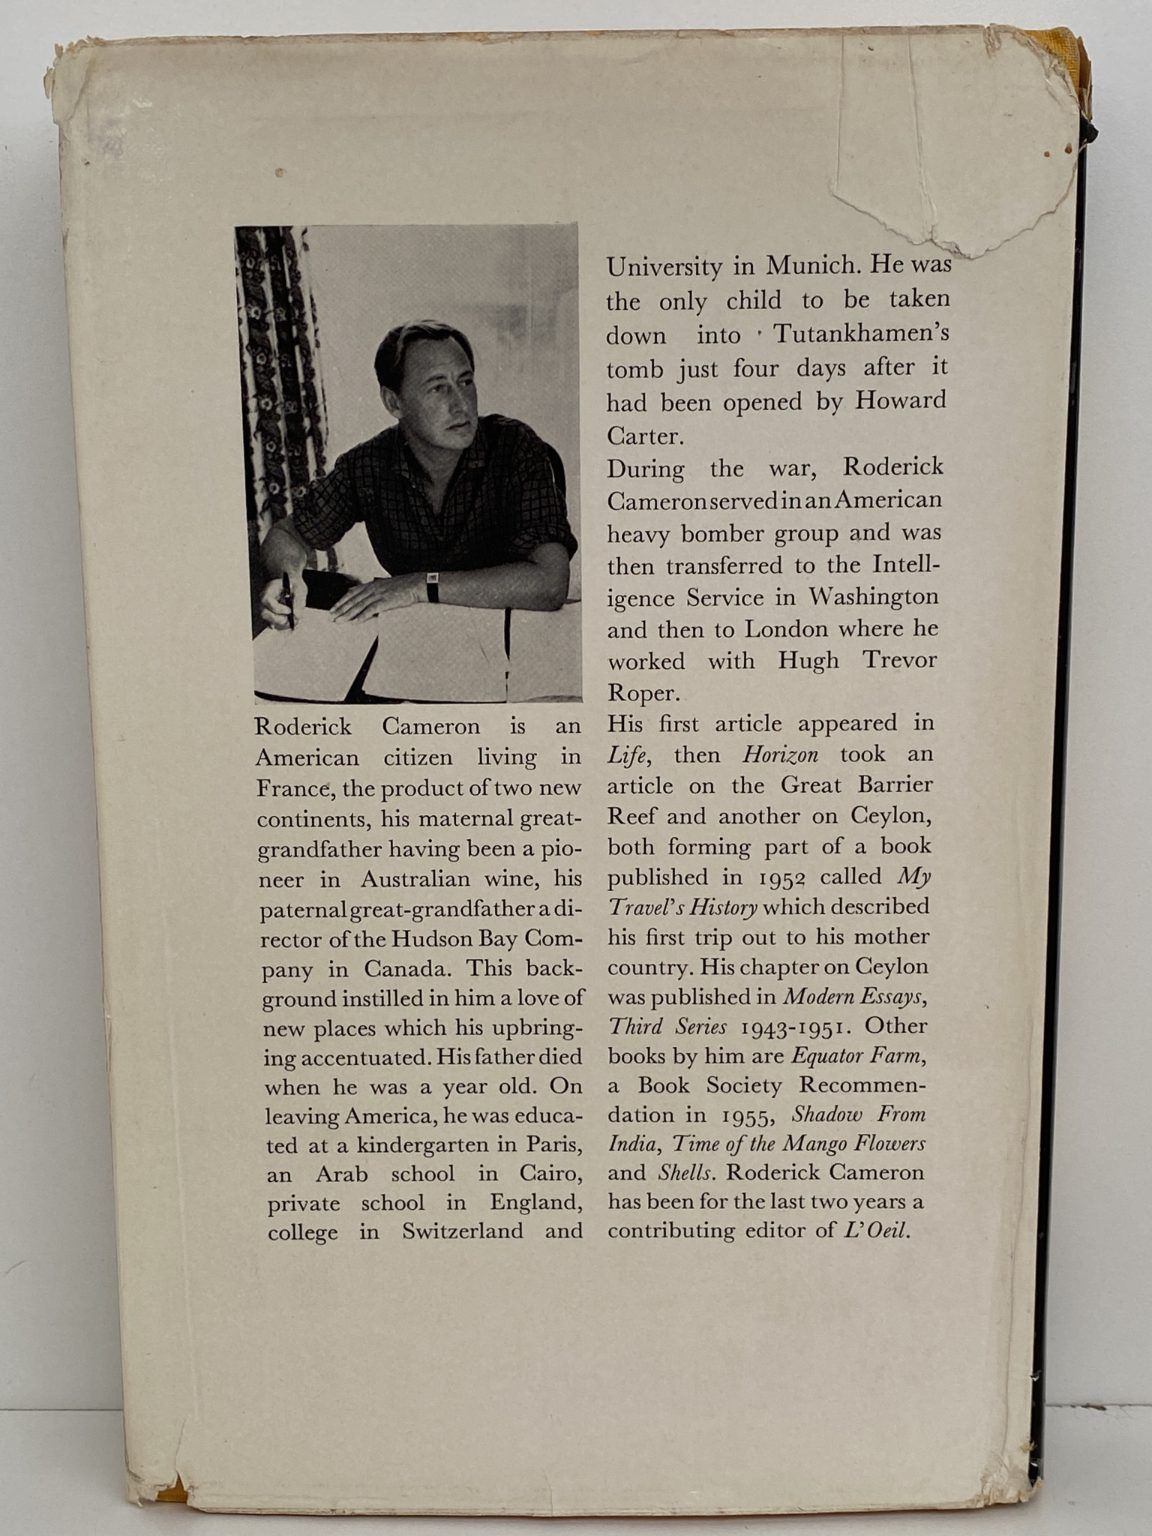 Roderick Cameron is an
American citizen living in
France, the product of two new
continents, his maternal great-
grandfather having been a pio-
neer in Australian wine, his
paternal great-grandfather a di-
rector of the Hudson Bay Com-
pany in Canada. This back-
ground instilled in him a love of
new places which his upbring-
ing accentuated. His father died
when he was a year old. On
leaving America, he was educa-
ted at a kindergarten in Paris,
an Arab school in Cairo,
private school in England,
college in Switzerland and
University in Munich. He was
the only child to be taken
down into Tutankhamen's
tomb just four days after it
had been opened by Howard
Carter.
During the war, Roderick
Cameron served in an American
heavy bomber group and was
then transferred to the Intell-
igence Service in Washington
and then to London where he
worked with Hugh Trevor
Roper.
His first article appeared in
Life, then Horizon took an
article on the Great Barrier
Reef and another on Ceylon,
both forming part of a book
published in 1952 called My
Travel's History which described
his first trip out to his mother
country. His chapter on Ceylon
was published in Modern Essays,
Third Series 1943-1951. Other
books by him are Equator Farm,
a Book Society Recommen-
dation in 1955, Shadow From
India, Time of the Mango Flowers
and Shells. Roderick Cameron
has been for the last two years a
contributing editor of L'Oeil.